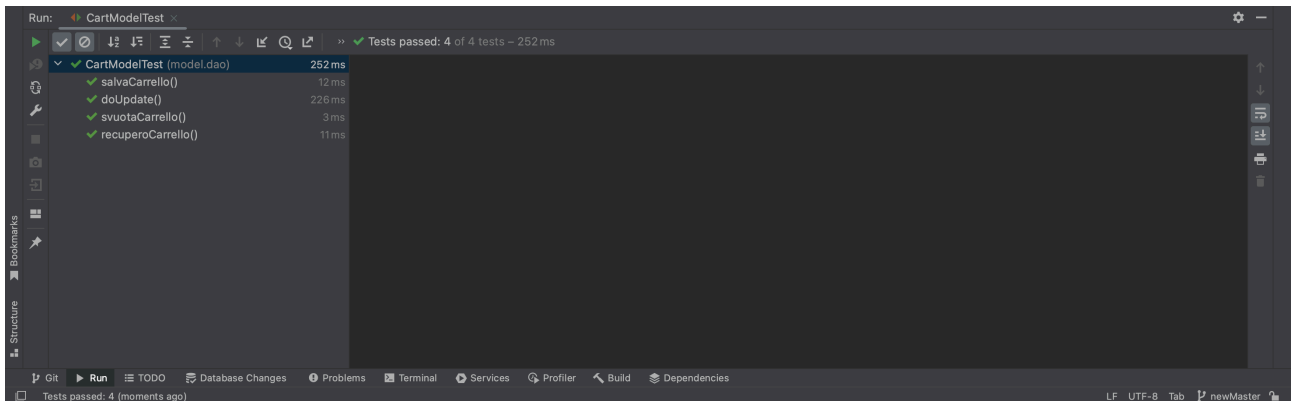 Run: CartModelTest
Tests passed: 4 of 4 tests – 252 ms
CartModelTest (model.dao) 252 ms
salvaCarrello() 12 ms
doUpdate() 226 ms
svuotaCarrello() 3 ms
recuperoCarrello() 11 ms
Bookmarks
Structure
Git Run TODO Database Changes Problems Terminal Services Profiler Build Dependencies
Tests passed: 4 (moments ago) LF UTF-8 Tab newMaster